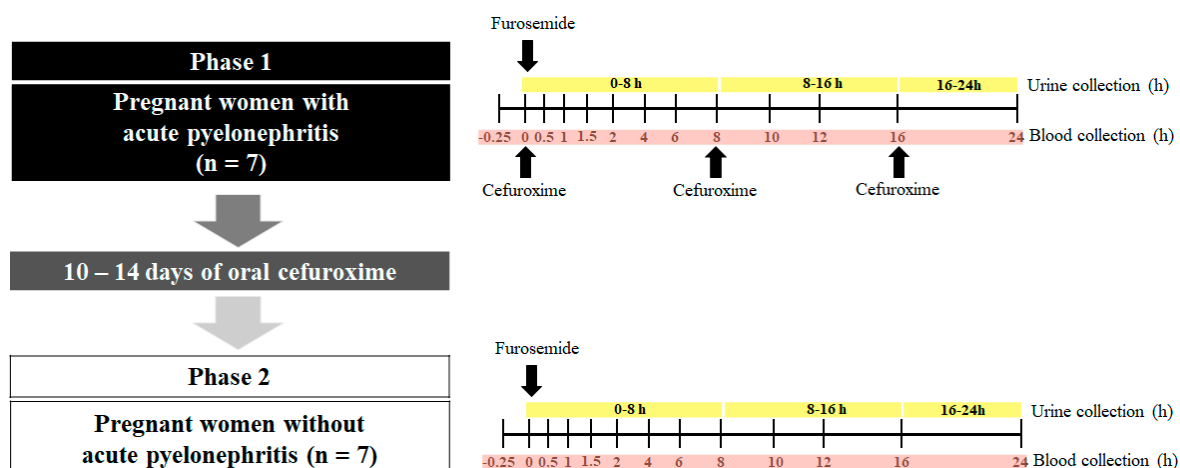 Phase 1
Pregnant women with
acute pyelonephritis
(n = 7)
10 – 14 days of oral cefuroxime
Phase 2
Pregnant women without
acute pyelonephritis (n = 7)
Furosemide
0-8 h 8-16 h 16-24h Urine collection (h)
-0.25 0 0.5 1 1.5 2 4 6 8 10 12 16 24 Blood collection (h)
Cefuroxime Cefuroxime Cefuroxime
Furosemide
0-8 h 8-16 h 16-24h Urine collection (h)
-0.25 0 0.5 1 1.5 2 4 6 8 10 12 16 24 Blood collection (h)